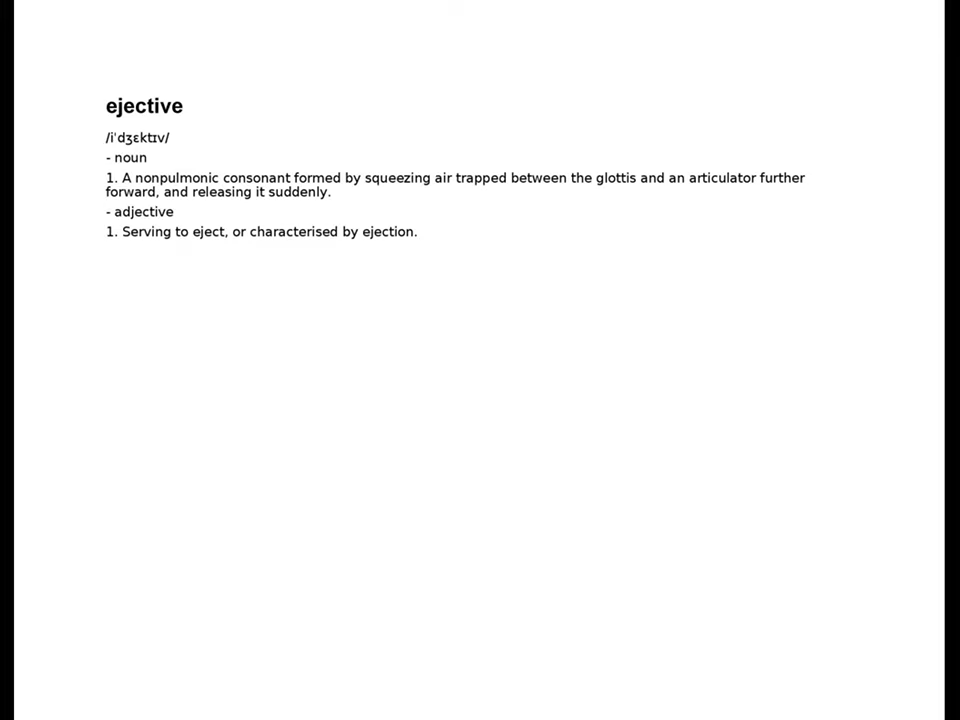 ejective
/iˈdʒɛktɪv/
- noun
1. A nonpulmonic consonant formed by squeezing air trapped between the glottis and an articulator further
forward, and releasing it suddenly.
- adjective
1. Serving to eject, or characterised by ejection.